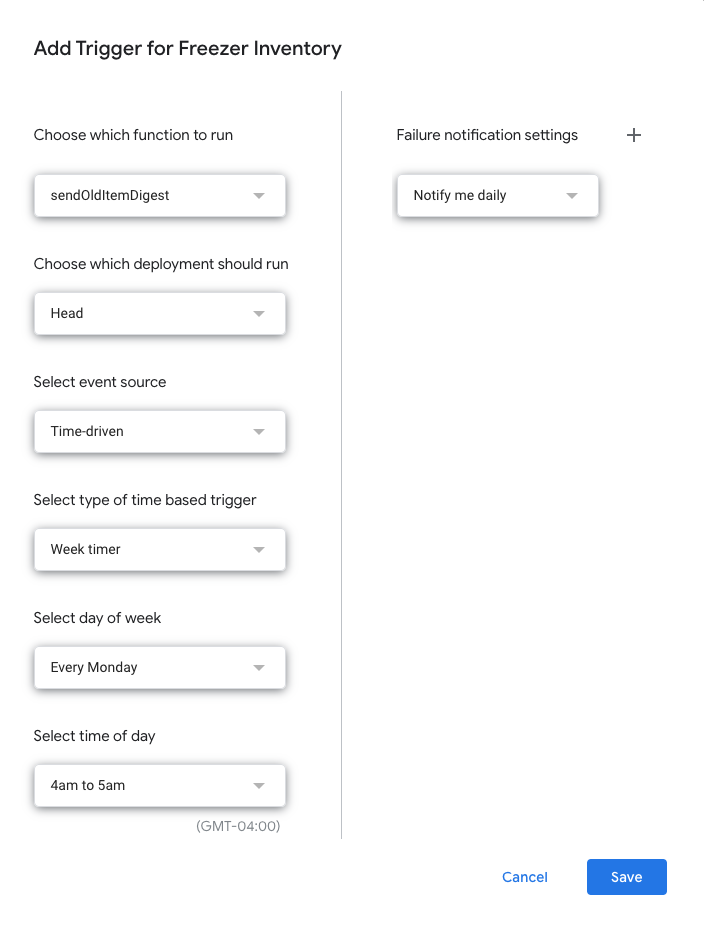 Add Trigger for Freezer Inventory
Choose which function to run
sendOldItemDigest
Choose which deployment should run
Head
Select event source
Time-driven
Select type of time based trigger
Week timer
Select day of week
Every Monday
Select time of day
4am to 5am
(GMT-04:00)
Failure notification settings
Notify me daily
Cancel
Save